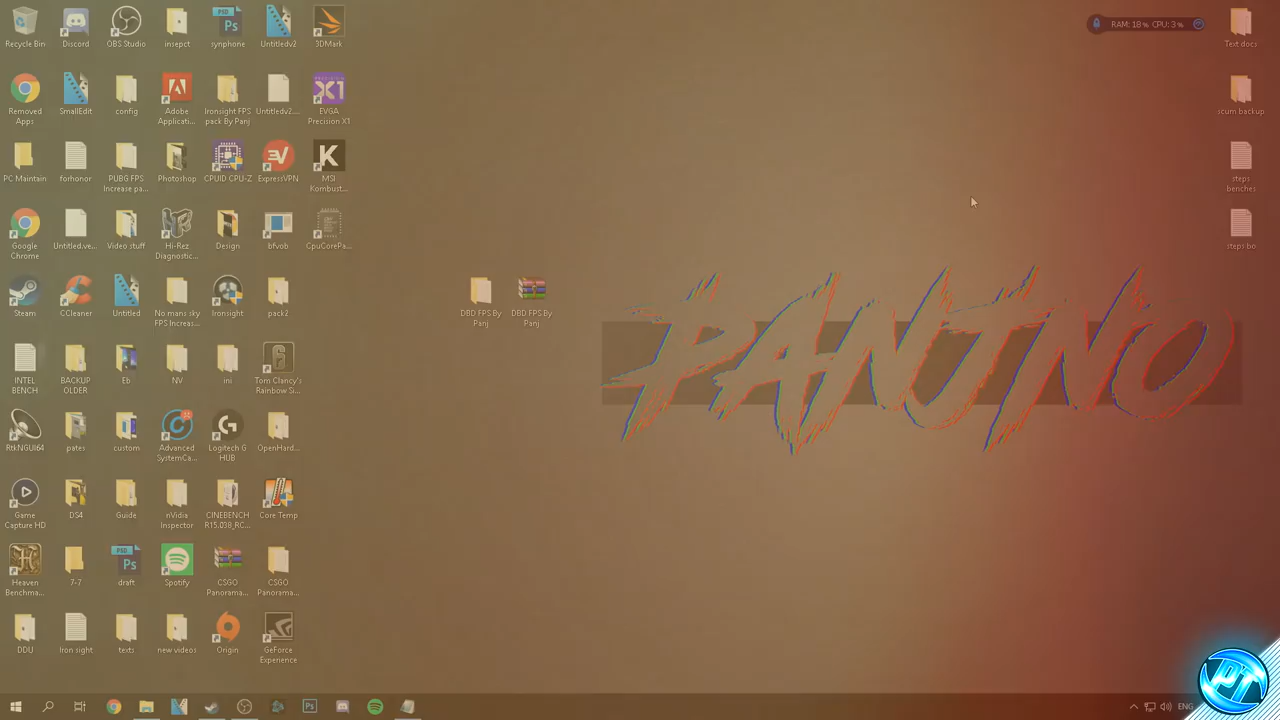 Recycle Bin
Discord
OBS Studio
insepct
synphone
Untitledv2
3DMark
RAM: 18% CPU: 3%
Text docs
Removed
Apps
SmallEdit
config
Adobe
Applicati...
Ironsight FPS
pack By Panj
Untitledv2....
EVGA
Precision X1
scum backup
PC Maintain
forhonor
PUBG FPS
Increase pa...
Photoshop
CPUID CPU-Z
ExpressVPN
MSI
Kombust...
steps
benches
Google
Chrome
Untitled.ve...
Video stuff
Hi-Rez
Diagnostic...
Design
bfvob
CpuCorePa...
steps bo
Steam
CCleaner
Untitled
No mans sky
FPS Increas...
Ironsight
pack2
DBD FPS By
Panj
DBD FPS By
Panj
PANJNO
INTEL
BENCH
BACKUP
OLDER
Eb
NV
ini
Tom Clancy's
Rainbow Si...
RtkNGUI64
pates
custom
Advanced
SystemCa...
Logitech G
HUB
OpenHard...
Game
Capture HD
DS4
Guide
nVidia
Inspector
CINEBENCH
R15.038_RC...
Core Temp
Heaven
Benchma...
7-7
draft
Spotify
CSGO
Panorama...
CSGO
Panorama...
DDU
Iron sight
texts
new videos
Origin
GeForce
Experience
ENG
PT